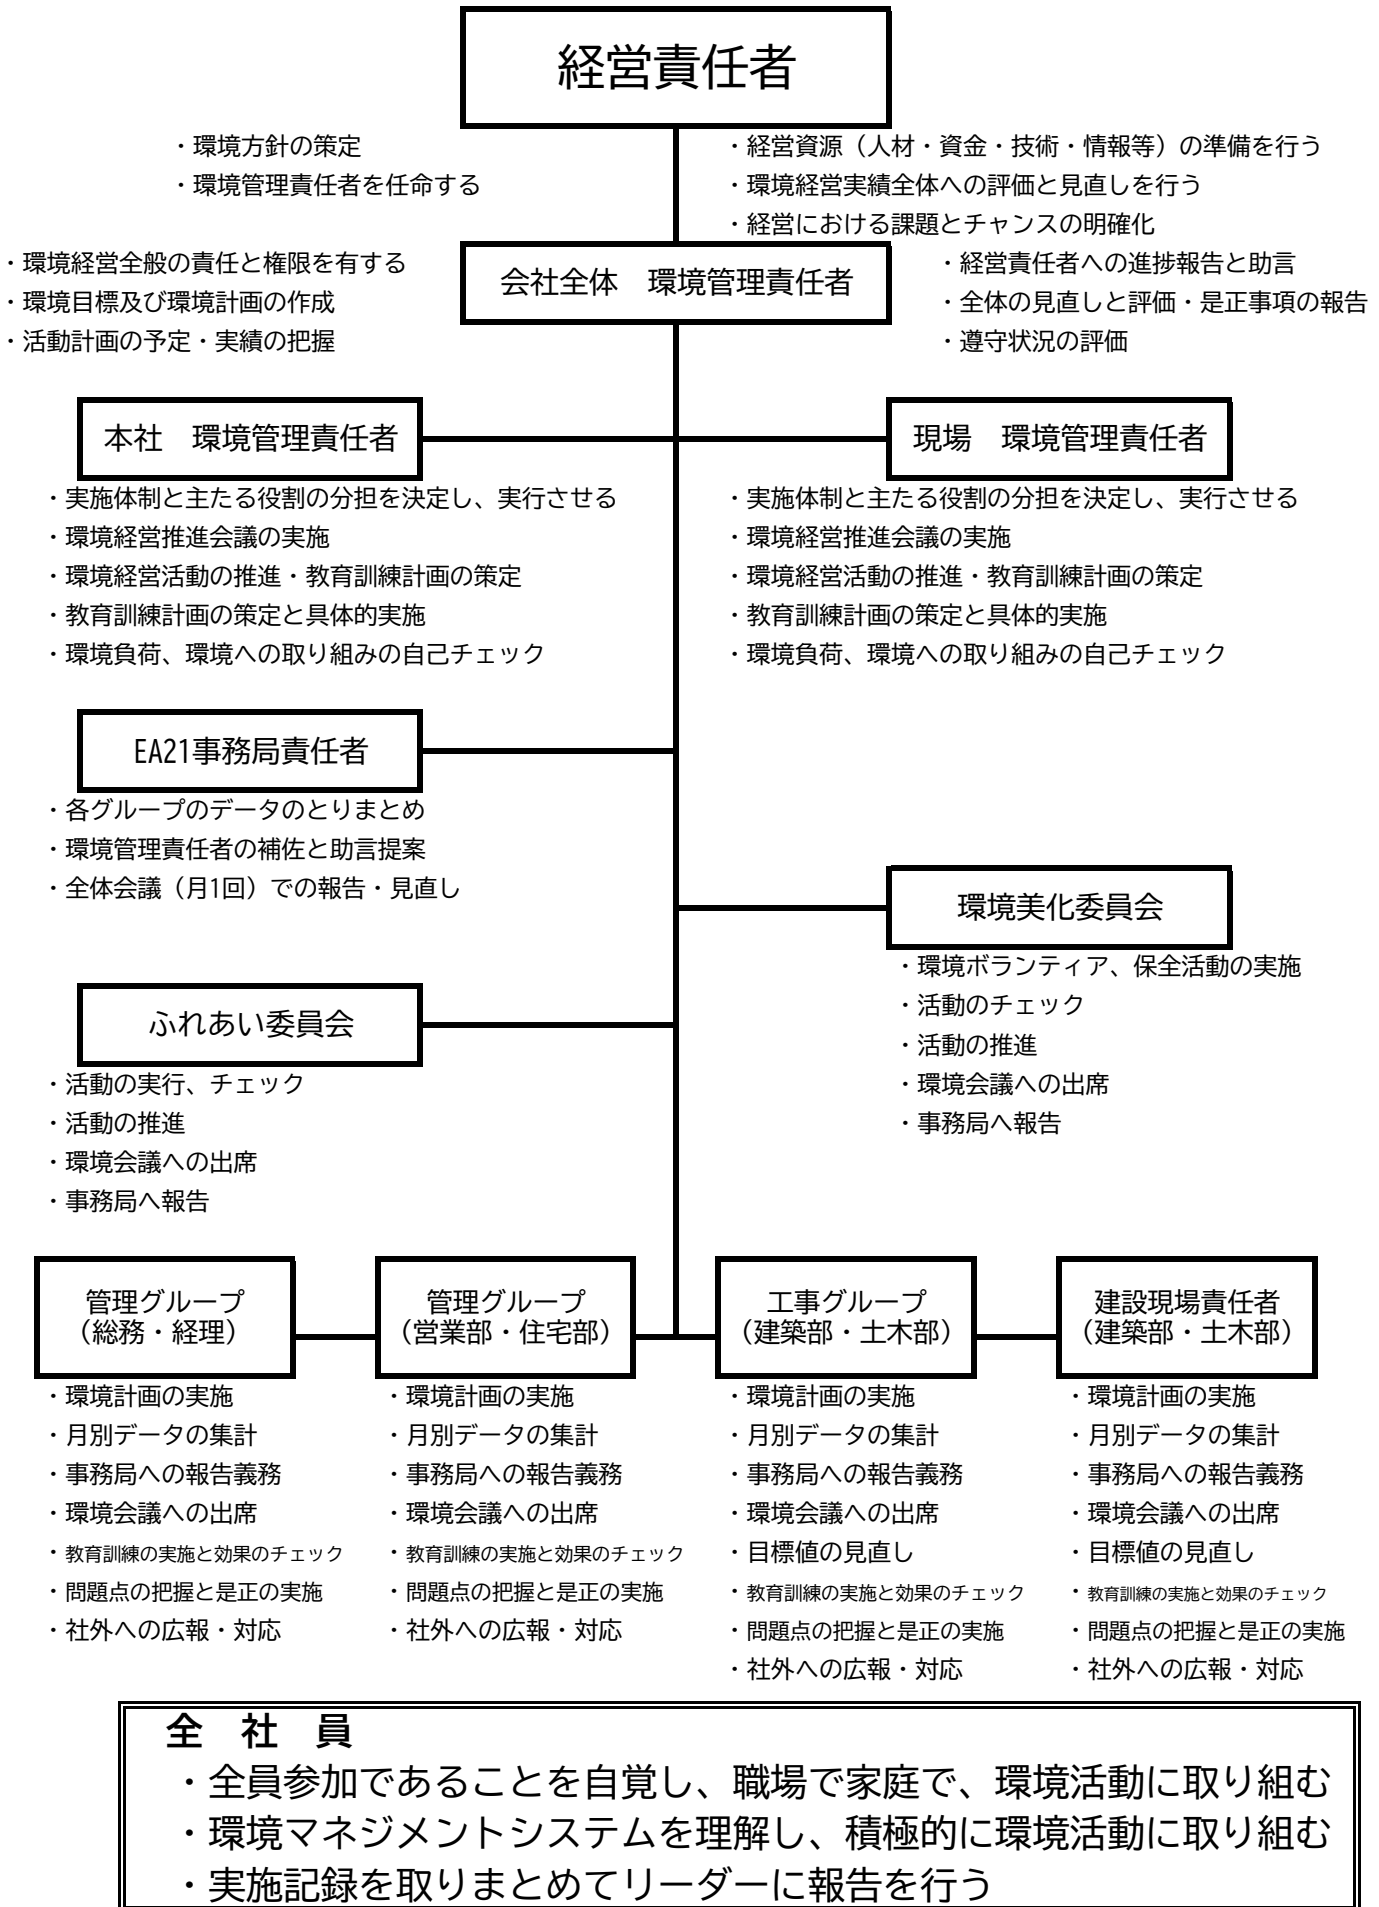 経営責任者
・環境方針の策定
・環境管理責任者を任命する
・経営資源（人材・資金・技術・情報等）の準備を行う
・環境経営実績全体への評価と見直しを行う
・経営における課題とチャンスの明確化
会社全体　環境管理責任者
・環境経営全般の責任と権限を有する
・環境目標及び環境計画の作成
・活動計画の予定・実績の把握
・経営責任者への進捗報告と助言
・全体の見直しと評価・是正事項の報告
・遵守状況の評価
本社　環境管理責任者
・実施体制と主たる役割の分担を決定し、実行させる
・環境経営推進会議の実施
・環境経営活動の推進・教育訓練計画の策定
・教育訓練計画の策定と具体的実施
・環境負荷、環境への取り組みの自己チェック
現場　環境管理責任者
・実施体制と主たる役割の分担を決定し、実行させる
・環境経営推進会議の実施
・環境経営活動の推進・教育訓練計画の策定
・教育訓練計画の策定と具体的実施
・環境負荷、環境への取り組みの自己チェック
EA21事務局責任者
・各グループのデータのとりまとめ
・環境管理責任者の補佐と助言提案
・全体会議（月1回）での報告・見直し
環境美化委員会
・環境ボランティア、保全活動の実施
・活動のチェック
・活動の推進
・環境会議への出席
・事務局へ報告
ふれあい委員会
・活動の実行、チェック
・活動の推進
・環境会議への出席
・事務局へ報告
管理グループ
（総務・経理）
・環境計画の実施
・月別データの集計
・事務局への報告義務
・環境会議への出席
・教育訓練の実施と効果のチェック
・問題点の把握と是正の実施
・社外への広報・対応
管理グループ
（営業部・住宅部）
・環境計画の実施
・月別データの集計
・事務局への報告義務
・環境会議への出席
・教育訓練の実施と効果のチェック
・問題点の把握と是正の実施
・社外への広報・対応
工事グループ
（建築部・土木部）
・環境計画の実施
・月別データの集計
・事務局への報告義務
・環境会議への出席
・目標値の見直し
・教育訓練の実施と効果のチェック
・問題点の把握と是正の実施
・社外への広報・対応
建設現場責任者
（建築部・土木部）
・環境計画の実施
・月別データの集計
・事務局への報告義務
・環境会議への出席
・目標値の見直し
・教育訓練の実施と効果のチェック
・問題点の把握と是正の実施
・社外への広報・対応
全　社　員
・全員参加であることを自覚し、職場で家庭で、環境活動に取り組む
・環境マネジメントシステムを理解し、積極的に環境活動に取り組む
・実施記録を取りまとめてリーダーに報告を行う